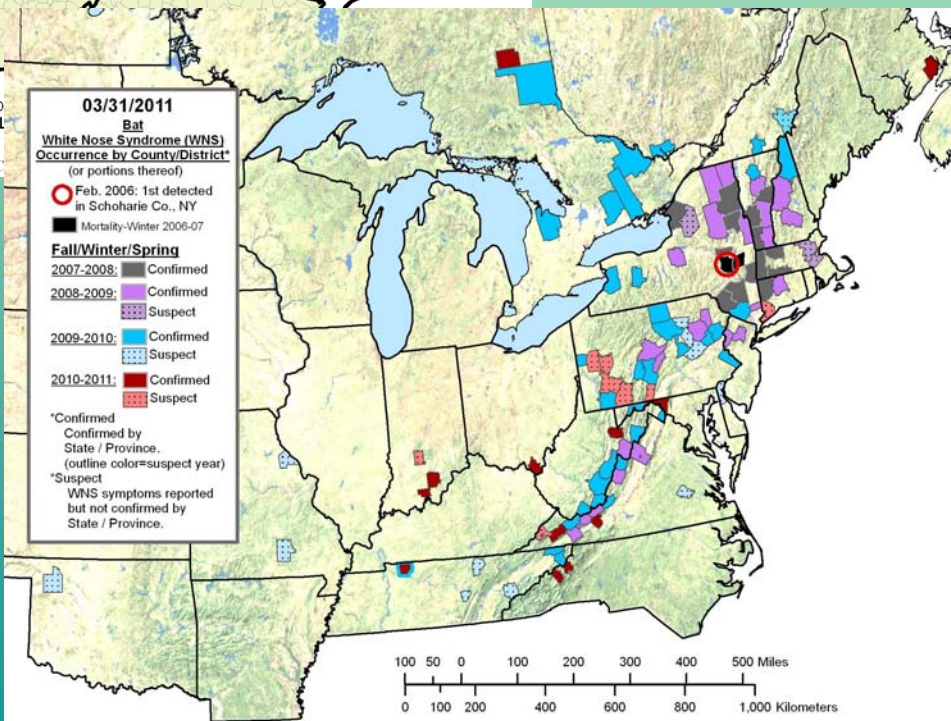 03/31/2011
Bat
White Nose Syndrome (WNS)
Occurrence by County/District*
(or portions thereof)
Feb. 2006: 1st detected
in Schoharie Co., NY
Mortality-Winter 2006-07
Fall/Winter/Spring
2007-2008: Confirmed
2008-2009: Confirmed
Suspect
2009-2010: Confirmed
Suspect
2010-2011: Confirmed
Suspect
*Confirmed
Confirmed by
State / Province.
(outline color=suspect year)
*Suspect
WNS symptoms reported
but not confirmed by
State / Province.
100 50 0 100 200 300 400 500 Miles
0 100 200 400 600 800 1,000 Kilometers